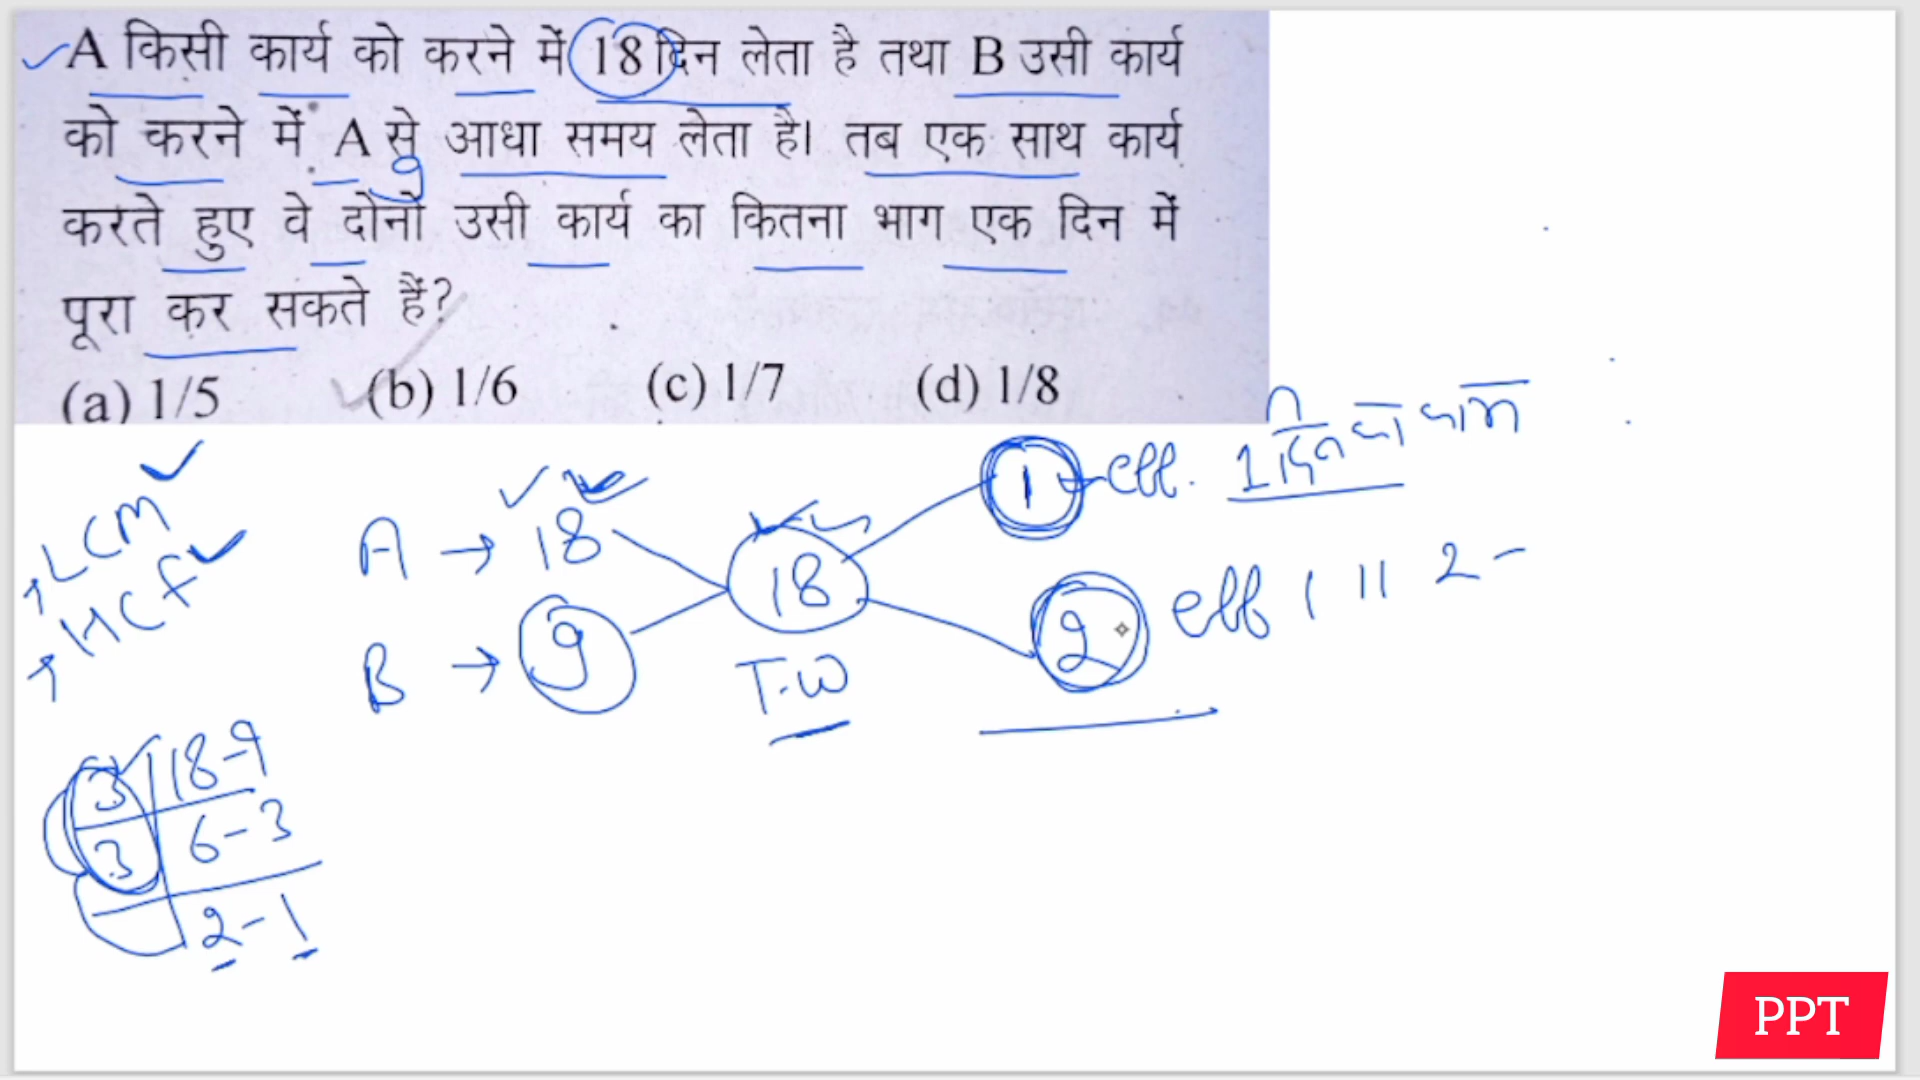 A किसी कार्य को करने में 18 दिन लेता है तथा B उसी कार्य
को करने में A से आधा समय लेता है। तब एक साथ कार्य
9
करते हुए वे दोनों उसी कार्य का कितना भाग एक दिन में
पूरा कर सकते हैं?
(a) 1/5 (b) 1/6 (c) 1/7 (d) 1/8
LCM
HCF
A → 18
B → 9
18
T.W
1 eff. 1 दिन का काम
2 eff 1 11 2 -
3 18-9
3 6-3
2-1
PPT